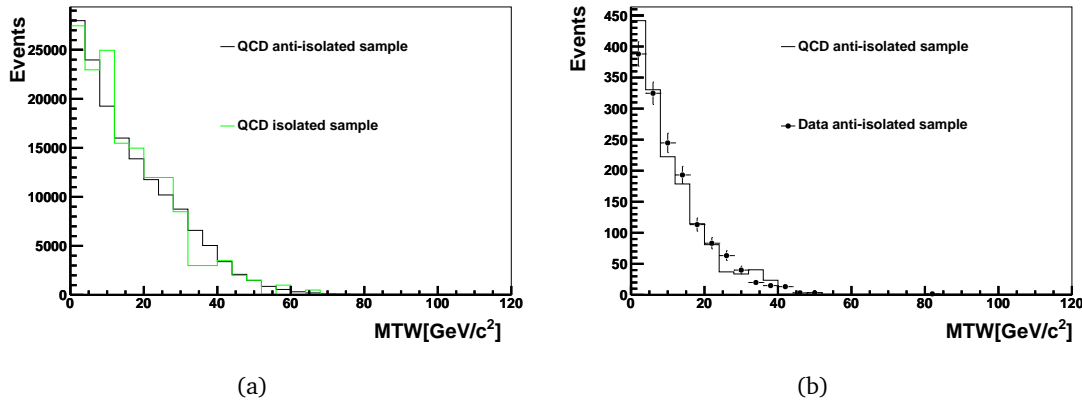 Events
25000
20000
15000
10000
5000
0
QCD anti-isolated sample
QCD isolated sample
0 20 40 60 80 100 120
MTW[GeV/c²]
(a)
Events
450
400
350
300
250
200
150
100
50
0
QCD anti-isolated sample
Data anti-isolated sample
0 20 40 60 80 100 120
MTW[GeV/c²]
(b)